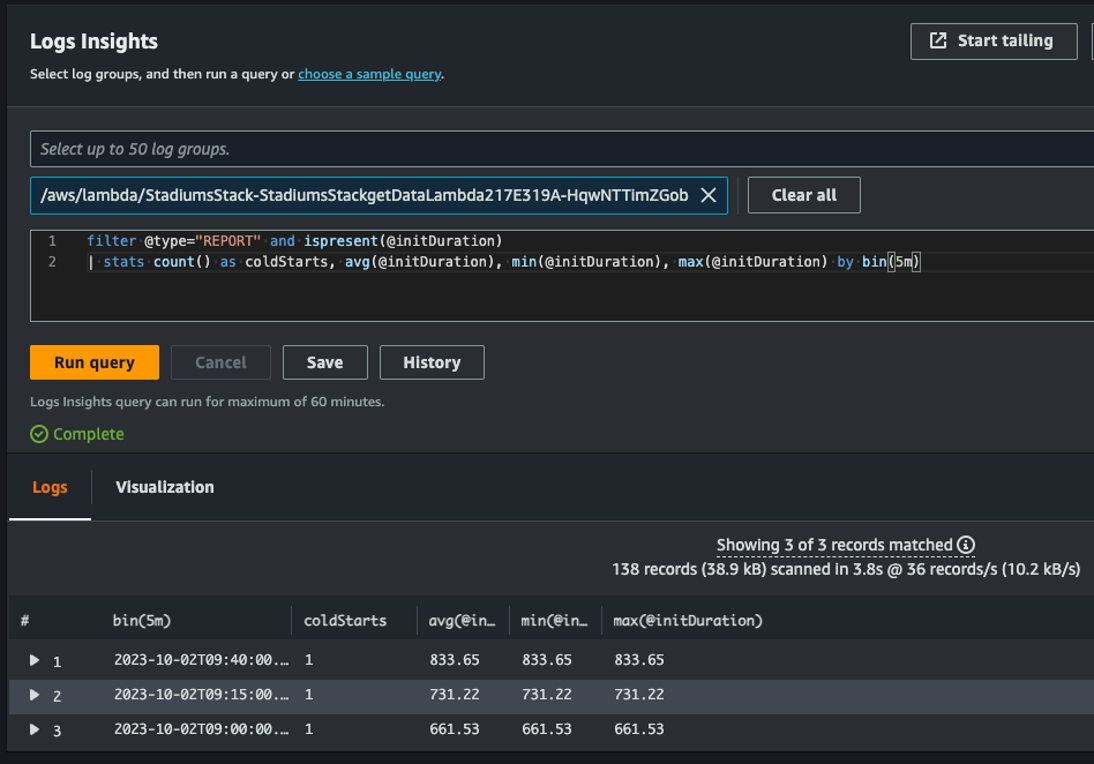 Logs Insights
Start tailing
Select log groups, and then run a query or choose a sample query.
Select up to 50 log groups.
/aws/lambda/StadiumsStack-StadiumsStackgetDataLambda217E319A-HqwNTTimZGob
Clear all
1 filter @type="REPORT" and ispresent(@initDuration)
2 | stats count() as coldStarts, avg(@initDuration), min(@initDuration), max(@initDuration) by bin(5m)
Run query Cancel Save History
Logs Insights query can run for maximum of 60 minutes.
Complete
Logs Visualization
Showing 3 of 3 records matched
138 records (38.9 kB) scanned in 3.8s @ 36 records/s (10.2 kB/s)
# bin(5m) coldStarts avg(@in… min(@in… max(@initDuration)
1 2023-10-02T09:40:00.… 1 833.65 833.65 833.65
2 2023-10-02T09:15:00.… 1 731.22 731.22 731.22
3 2023-10-02T09:00:00.… 1 661.53 661.53 661.53